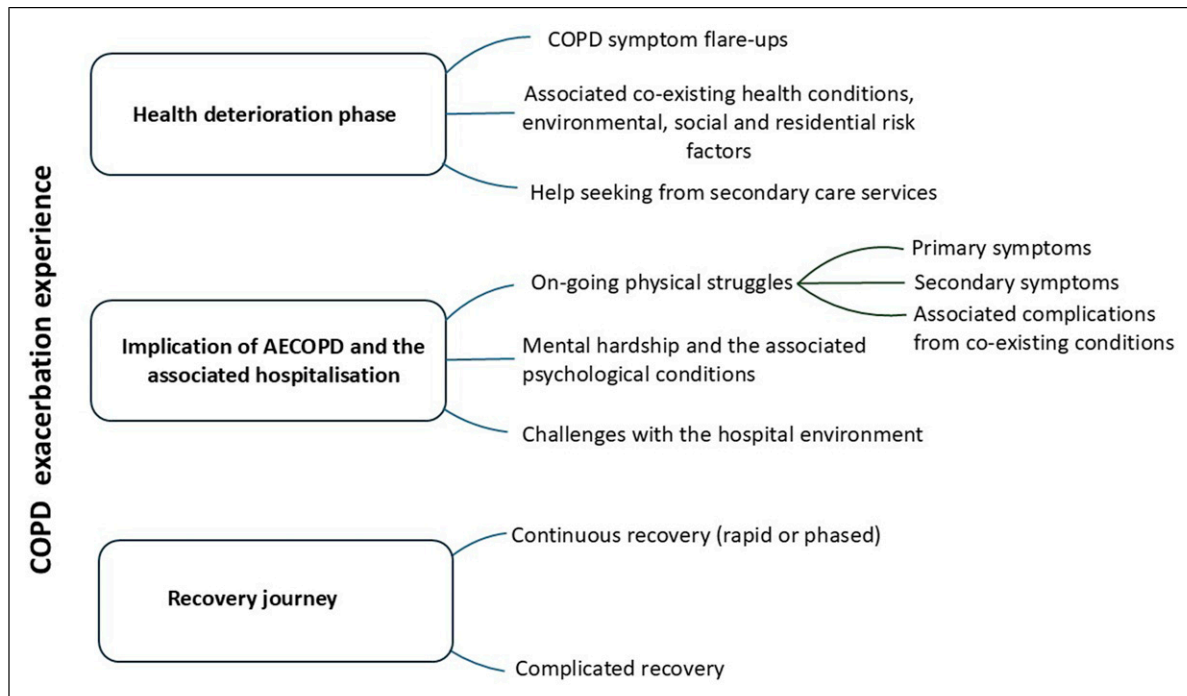 COPD exacerbation experience
Health deterioration phase
COPD symptom flare-ups
Associated co-existing health conditions,
environmental, social and residential risk
factors
Help seeking from secondary care services
Implication of AECOPD and the
associated hospitalisation
On-going physical struggles
Primary symptoms
Secondary symptoms
Associated complications
from co-existing conditions
Mental hardship and the associated
psychological conditions
Challenges with the hospital environment
Recovery journey
Continuous recovery (rapid or phased)
Complicated recovery